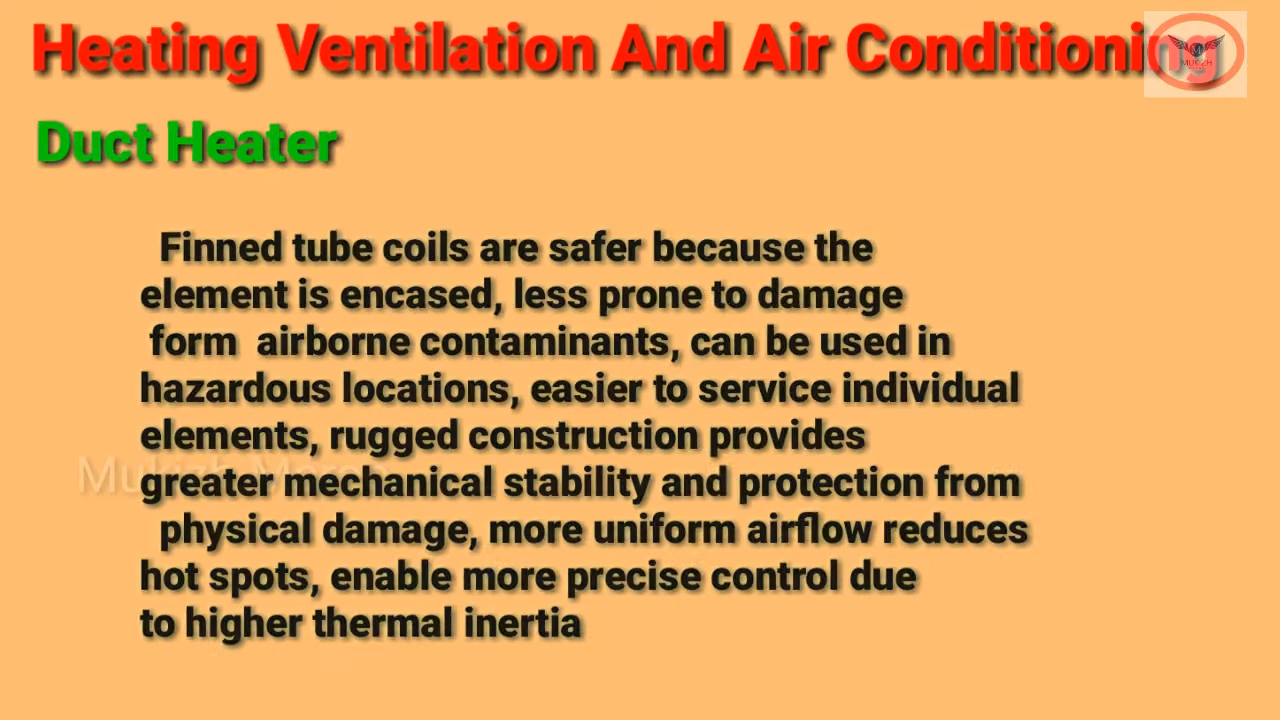 Heating Ventilation And Air Conditioning
MUKIZH
Duct Heater
Finned tube coils are safer because the
element is encased, less prone to damage
form airborne contaminants, can be used in
hazardous locations, easier to service individual
elements, rugged construction provides
greater mechanical stability and protection from
physical damage, more uniform airflow reduces
hot spots, enable more precise control due
to higher thermal inertia